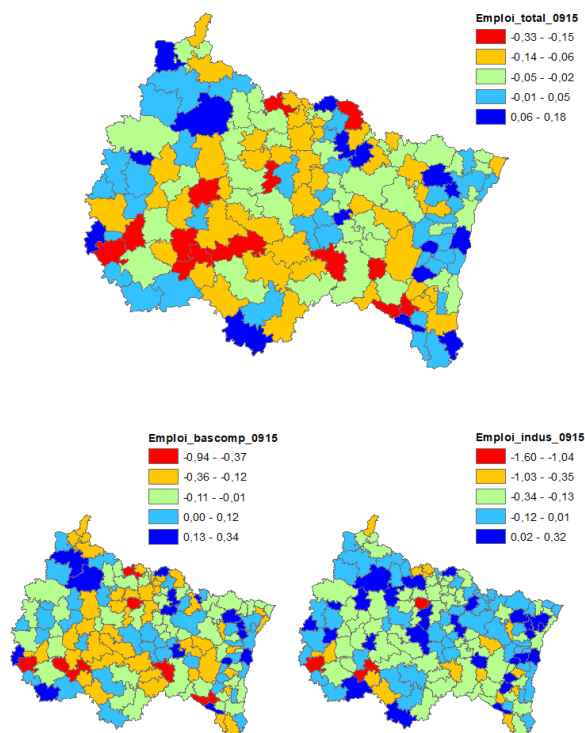 Emploi_total_0915
-0,33 - -0,15
-0,14 - -0,06
-0,05 - -0,02
-0,01 - 0,05
0,06 - 0,18
Emploi_bascomp_0915
-0,94 - -0,37
-0,36 - -0,12
-0,11 - -0,01
0,00 - 0,12
0,13 - 0,34
Emploi_indus_0915
-1,60 - -1,04
-1,03 - -0,35
-0,34 - -0,13
-0,12 - 0,01
0,02 - 0,32